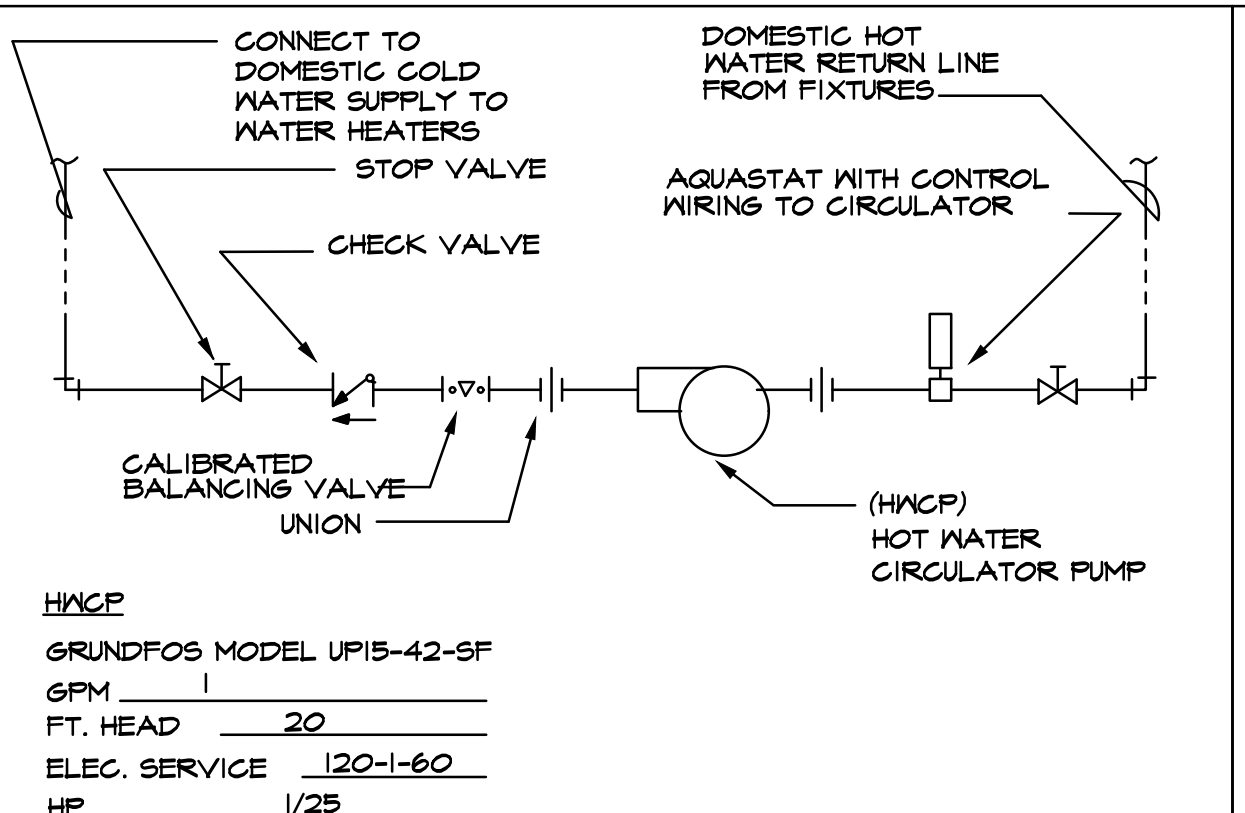 CONNECT TO
DOMESTIC COLD
WATER SUPPLY TO
WATER HEATERS
STOP VALVE
CHECK VALVE
DOMESTIC HOT
WATER RETURN LINE
FROM FIXTURES
AQUASTAT WITH CONTROL
WIRING TO CIRCULATOR
CALIBRATED
BALANCING VALVE
UNION
(HWCP)
HOT WATER
CIRCULATOR PUMP
HWCP
GRUNDFOS MODEL UP15-42-SF
GPM 1
FT. HEAD 20
ELEC. SERVICE 120-1-60
HP 1/25